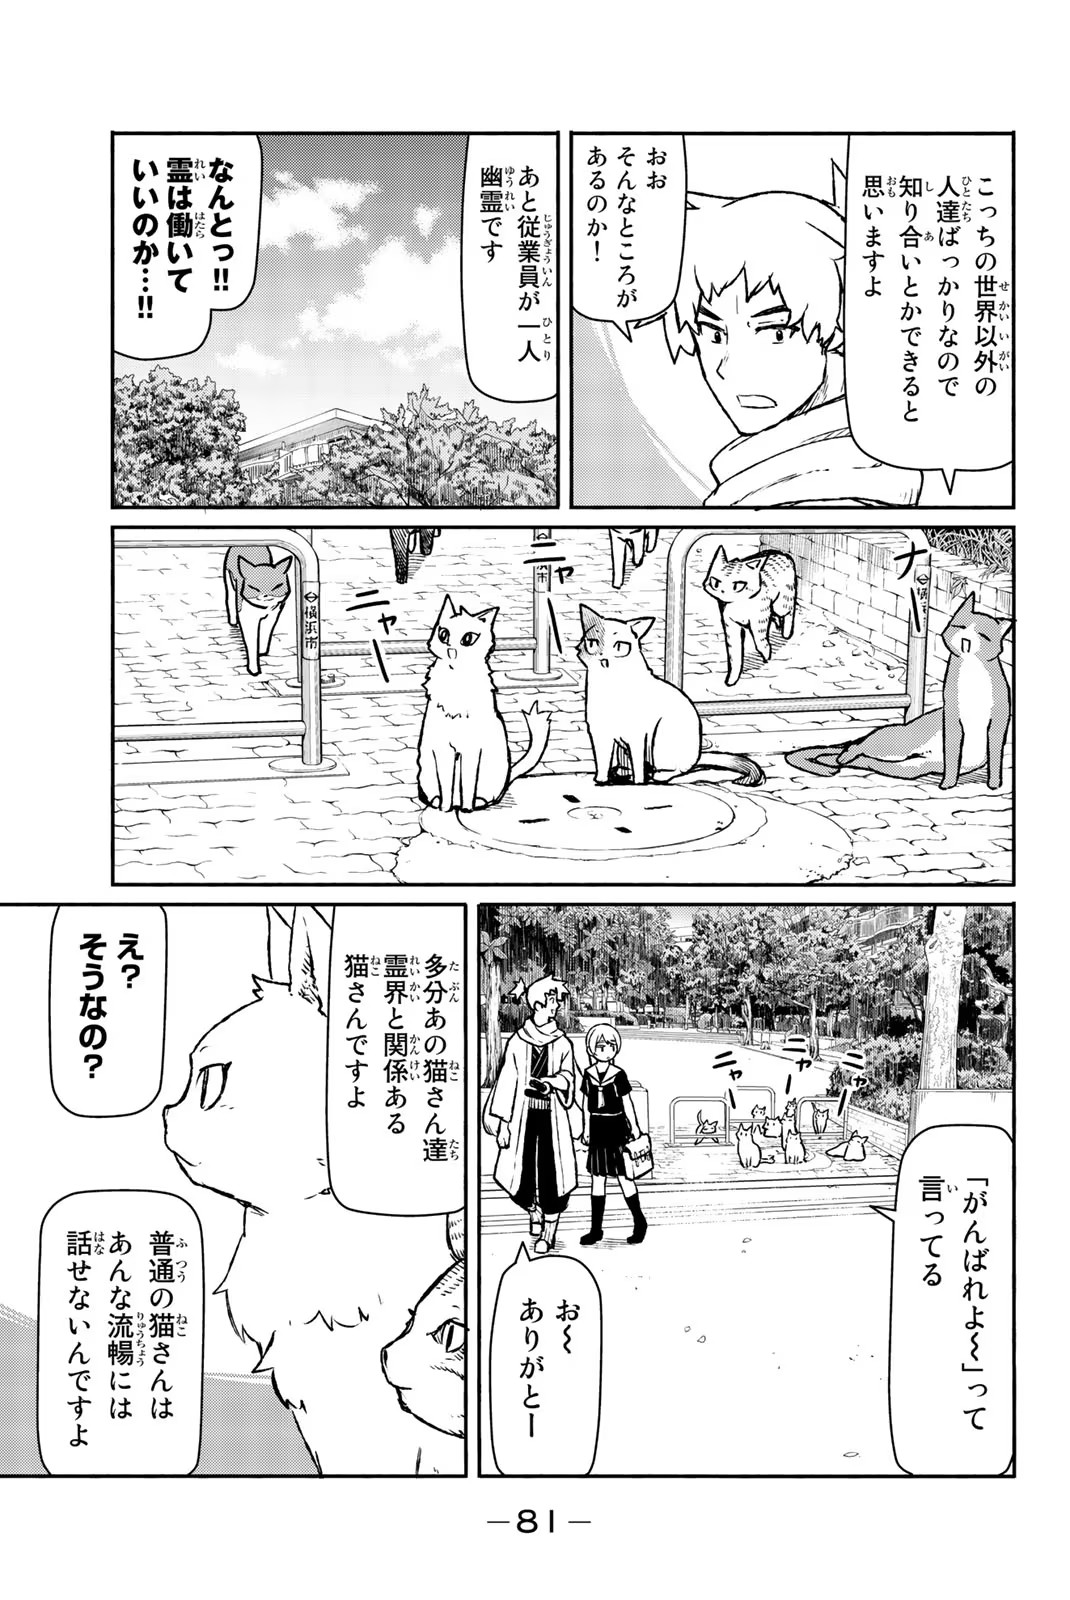 こっちの世界以外の
人達ばっかりなので
知り合いとかできると
思いますよ
おお
そんなところが
あるのか!
あと従業員が一人
幽霊です
なんとっ!!
霊は働いて
いいのか…!!
ナー
ニャー
ニャー
横浜市
横浜市
横浜市
ニャー
ニャー
ニャー
「がんばれよ〜」って
言ってる
お〜
ありがとー
多分あの猫さん達
霊界と関係ある
猫さんですよ
え?
そうなの?
普通の猫さんは
あんな流暢には
話せないんですよ
—81—